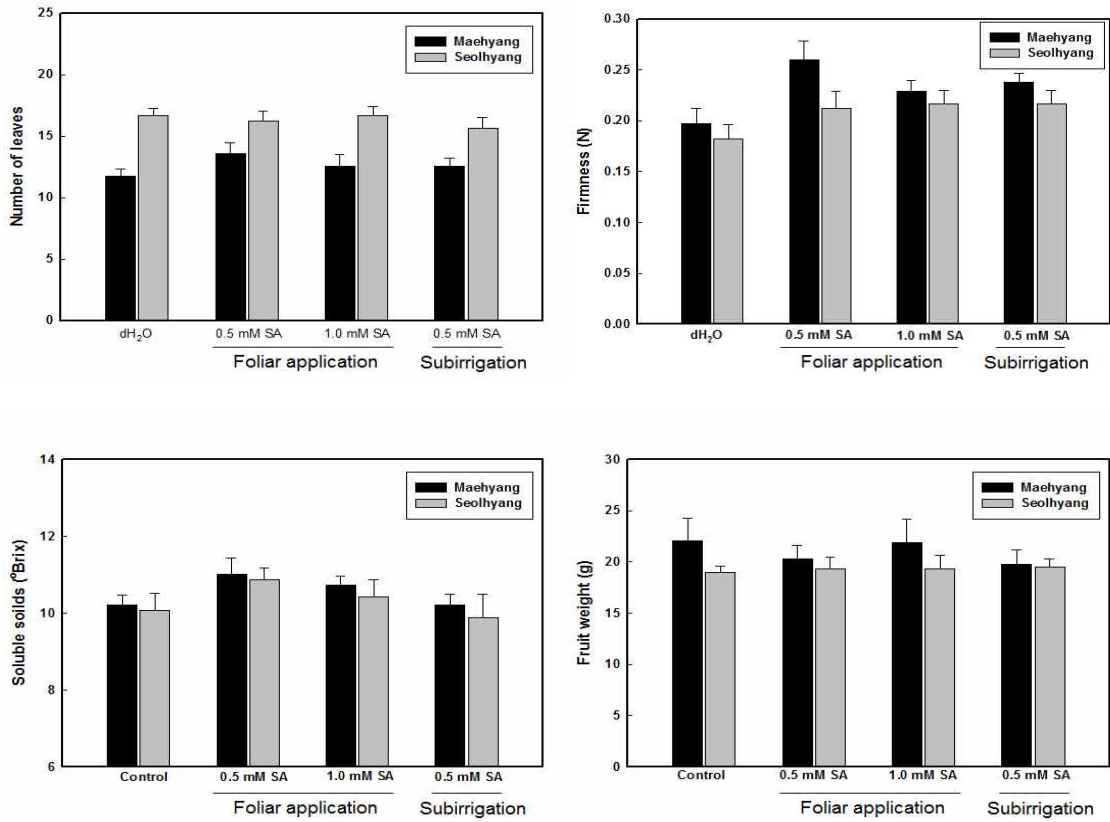 25
20
15
10
5
0
Number of leaves
Maehyang
Seolhyang
dH₂O 0.5 mM SA 1.0 mM SA 0.5 mM SA
Foliar application Subirrigation
0.30
0.25
0.20
0.15
0.10
0.05
0.00
Firmness (N)
Maehyang
Seolhyang
dH₂O 0.5 mM SA 1.0 mM SA 0.5 mM SA
Foliar application Subirrigation
14
12
10
8
6
Soluble soilds (⁰Brix)
Maehyang
Seolhyang
Control 0.5 mM SA 1.0 mM SA 0.5 mM SA
Foliar application Subirrigation
30
25
20
15
10
5
0
Fruit weight (g)
Maehyang
Seolhyang
Control 0.5 mM SA 1.0 mM SA 0.5 mM SA
Foliar application Subirrigation